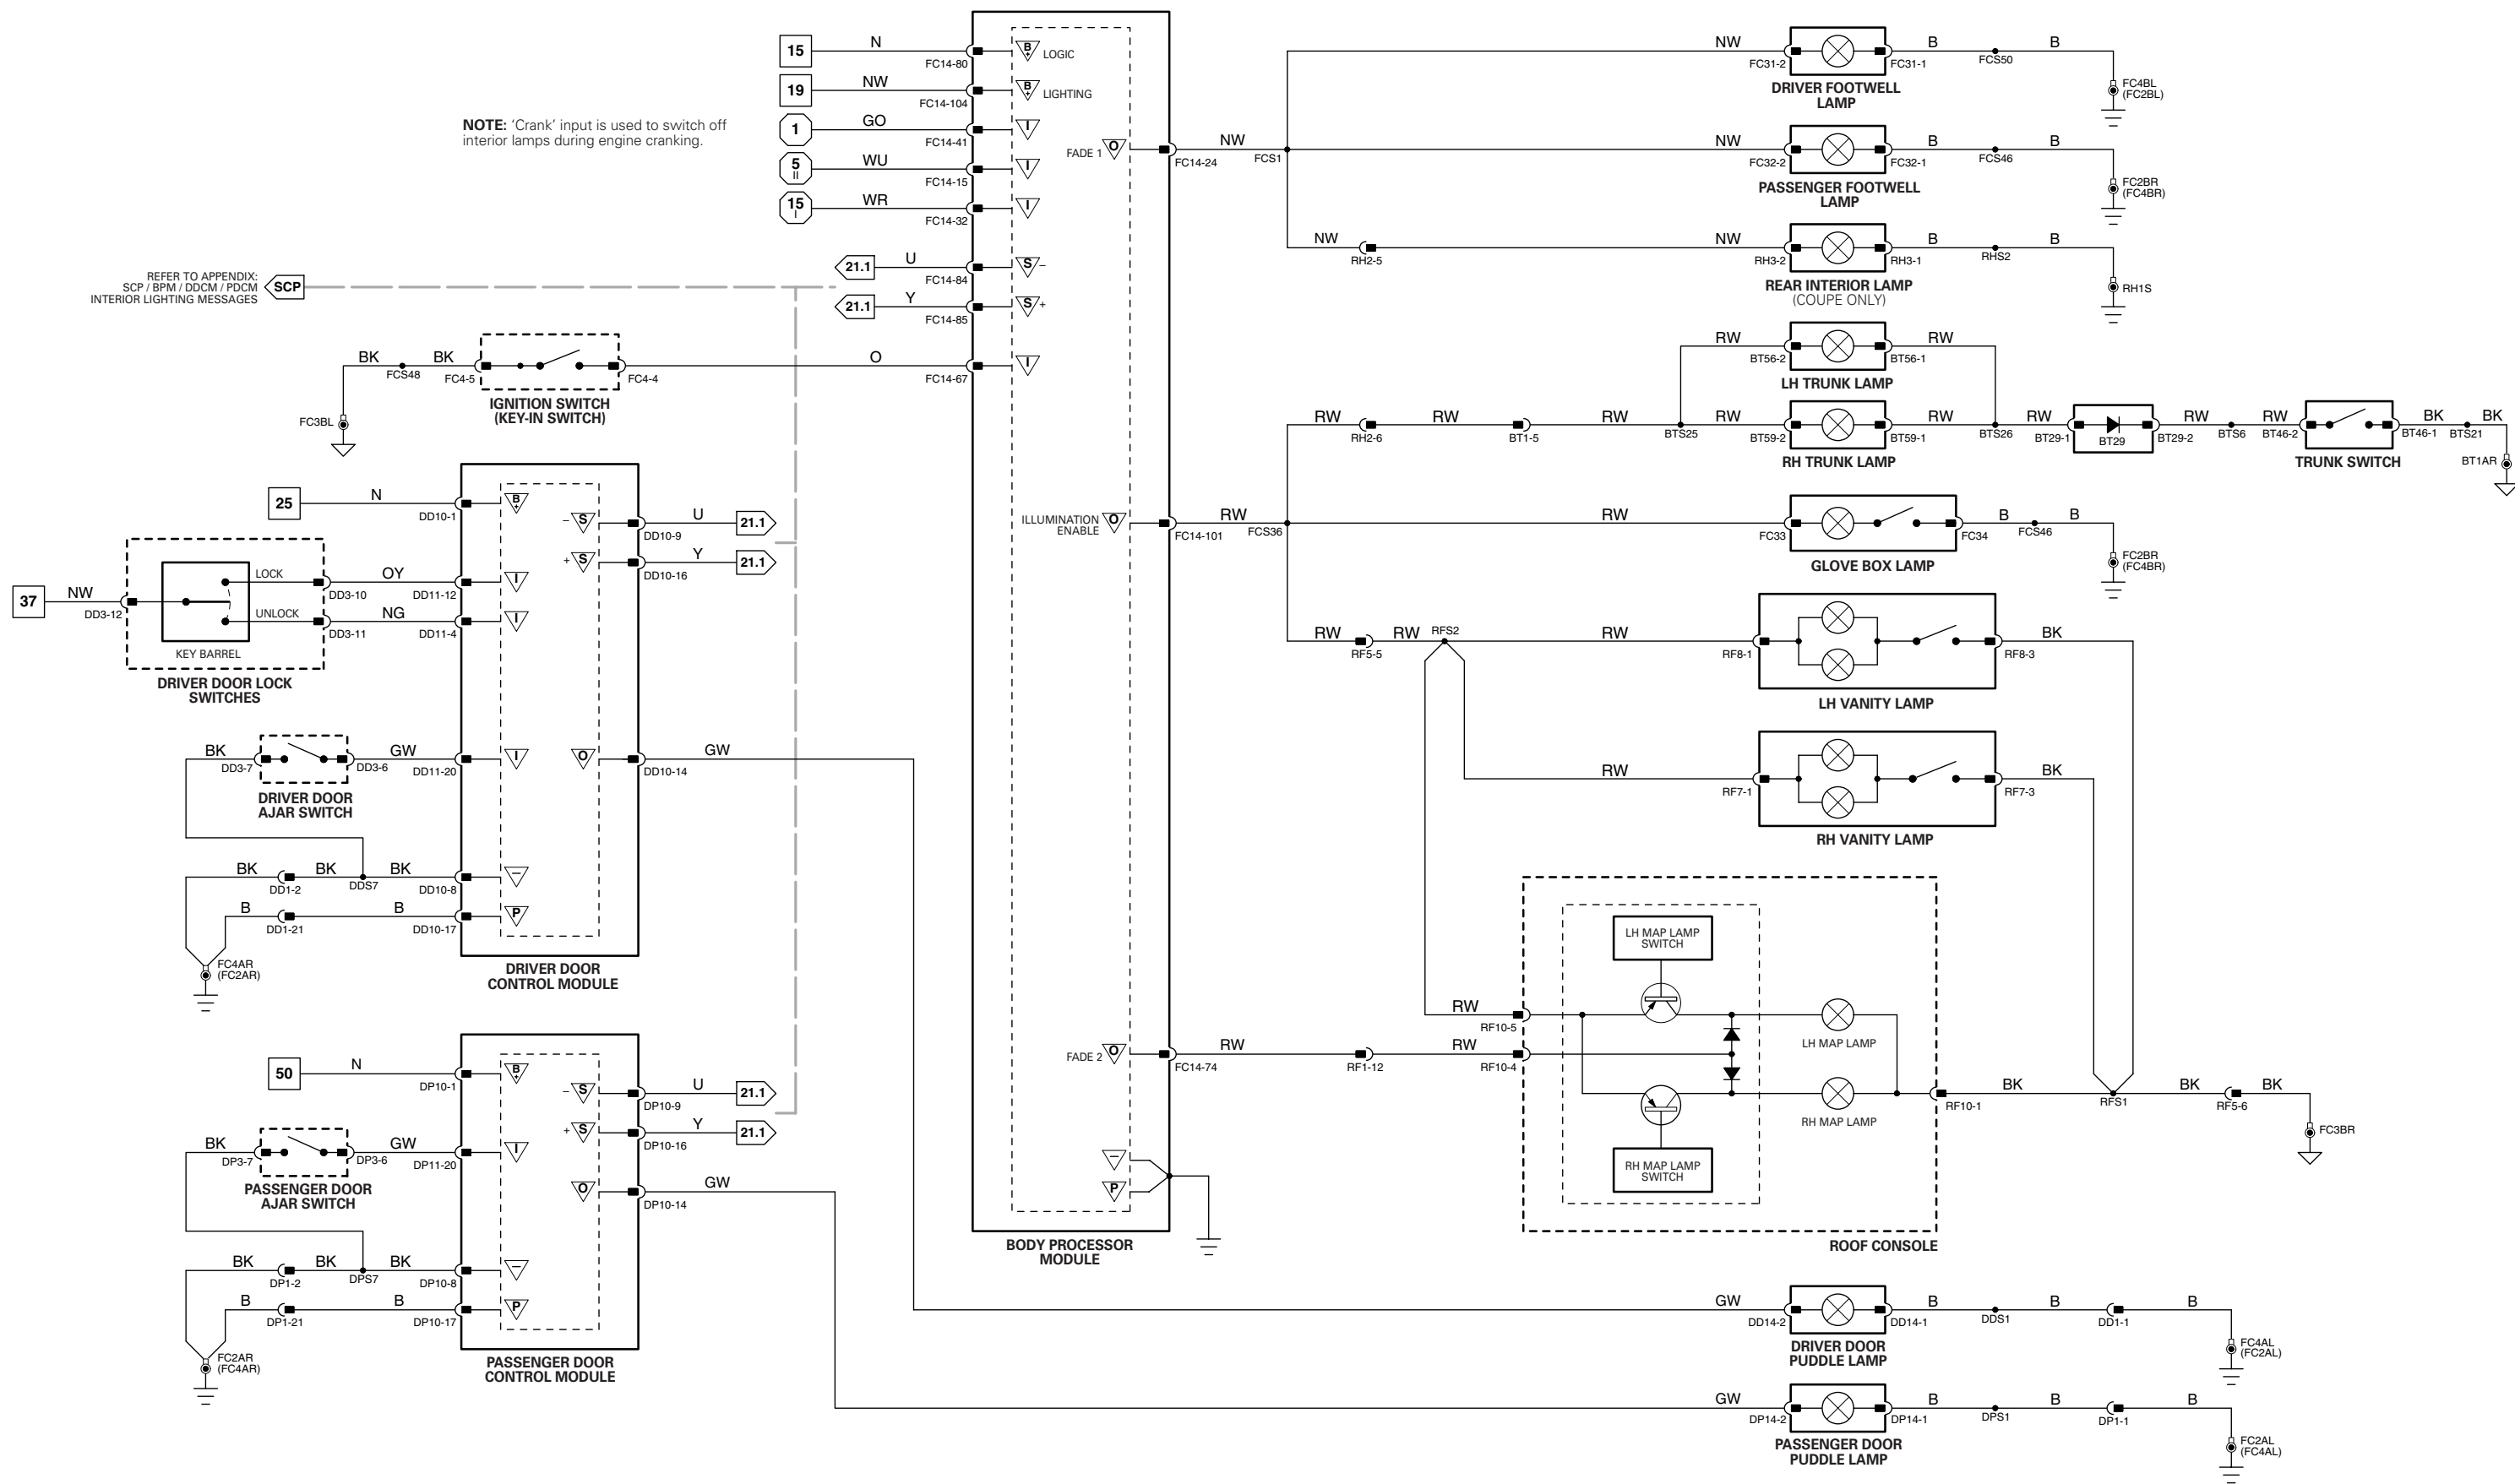 15
N
FC14-80
B+
LOGIC
19
NW
FC14-104
B+
LIGHTING
NOTE: ‘Crank’ input is used to switch off
interior lamps during engine cranking.
1
GO
FC14-41
I
5
II
WU
FC14-15
I
15
I
WR
FC14-32
I
21.1
U
FC14-84
S –
21.1
Y
FC14-85
S +
REFER TO APPENDIX:
SCP / BPM / DDCM / PDCM
INTERIOR LIGHTING MESSAGES
SCP
BK
FCS48
BK
FC4-5
FC4-4
O
FC14-67
I
IGNITION SWITCH
(KEY-IN SWITCH)
FC3BL
25
N
DD10-1
B+
– S
DD10-9
U
21.1
+ S
DD10-16
Y
21.1
37
NW
DD3-12
LOCK
DD3-10
OY
DD11-12
I
UNLOCK
DD3-11
NG
DD11-4
I
KEY BARREL
DRIVER DOOR LOCK
SWITCHES
BK
DD3-7
DD3-6
GW
DD11-20
I
O
DD10-14
GW
DRIVER DOOR
AJAR SWITCH
BK
DD1-2
BK
DDS7
BK
DD10-8
–
B
DD1-21
B
DD10-17
P
FC4AR
(FC2AR)
DRIVER DOOR
CONTROL MODULE
50
N
DP10-1
B+
– S
DP10-9
U
21.1
+ S
DP10-16
Y
21.1
BK
DP3-7
DP3-6
GW
DP11-20
I
O
DP10-14
GW
PASSENGER DOOR
AJAR SWITCH
BK
DP1-2
BK
DPS7
BK
DP10-8
–
B
DP1-21
B
DP10-17
P
FC2AR
(FC4AR)
PASSENGER DOOR
CONTROL MODULE
FADE 1
O
FC14-24
NW
FCS1
ILLUMINATION
ENABLE
O
FC14-101
RW
FCS36
FADE 2
O
FC14-74
RW
RF1-12
RW
RF10-4
–
P
BODY PROCESSOR
MODULE
NW
FC31-2
FC31-1
B
FCS50
B
FC4BL
(FC2BL)
DRIVER FOOTWELL
LAMP
NW
FC32-2
FC32-1
B
FCS46
B
FC2BR
(FC4BR)
PASSENGER FOOTWELL
LAMP
NW
RH2-5
NW
RH3-2
RH3-1
B
RHS2
B
RH1S
REAR INTERIOR LAMP
(COUPE ONLY)
RW
BT56-2
BT56-1
RW
LH TRUNK LAMP
RW
RH2-6
RW
BT1-5
RW
BTS25
RW
BT59-2
BT59-1
RW
BTS26
RW
BT29-1
BT29
BT29-2
RW
BTS6
RW
BT46-2
BT46-1
BK
BTS21
BK
BT1AR
RH TRUNK LAMP
TRUNK SWITCH
RW
FC33
FC34
B
FCS46
B
FC2BR
(FC4BR)
GLOVE BOX LAMP
RW
RF5-5
RW
RFS2
RW
RF8-1
RF8-3
BK
LH VANITY LAMP
RW
RF7-1
RF7-3
BK
RH VANITY LAMP
LH MAP LAMP
SWITCH
RW
RF10-5
LH MAP LAMP
RH MAP LAMP
RF10-1
BK
RFS1
BK
RF5-6
BK
FC3BR
RH MAP LAMP
SWITCH
ROOF CONSOLE
GW
DD14-2
DD14-1
B
DDS1
B
DD1-1
B
FC4AL
(FC2AL)
DRIVER DOOR
PUDDLE LAMP
GW
DP14-2
DP14-1
B
DPS1
B
DP1-1
B
FC2AL
(FC4AL)
PASSENGER DOOR
PUDDLE LAMP